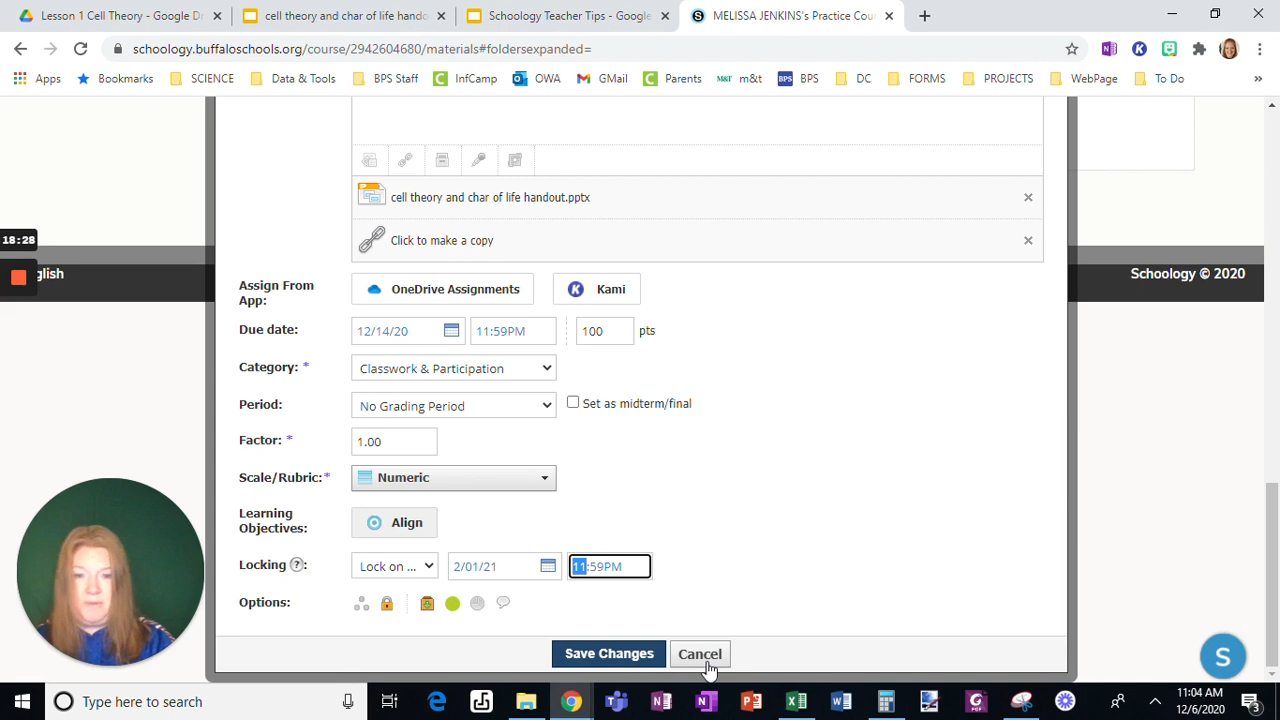 Lesson 1 Cell Theory - Google Dr
cell theory and char of life hando
Schoology Teacher Tips - Google
S MELISSA JENKINS's Practice Cou
schoology.buffaloschools.org/course/2942604680/materials#foldersexpanded=
Apps Bookmarks SCIENCE Data & Tools BPS Staff InfCamp OWA GMail Parents M&T m&t BPS BPS DC FORMS PROJECTS WebPage To Do »
cell theory and char of life handout.pptx
Click to make a copy
18:28
glish
Schoology © 2020
Assign From App: OneDrive Assignments K Kami
Due date: 12/14/20 11:59PM 100 pts
Category: * Classwork & Participation
Period: No Grading Period Set as midterm/final
Factor: * 1.00
Scale/Rubric:* Numeric
Learning Objectives: Align
Locking ? : Lock on ... 2/01/21 11:59PM
Options:
Save Changes Cancel
S
Type here to search
11:04 AM
12/6/2020
3